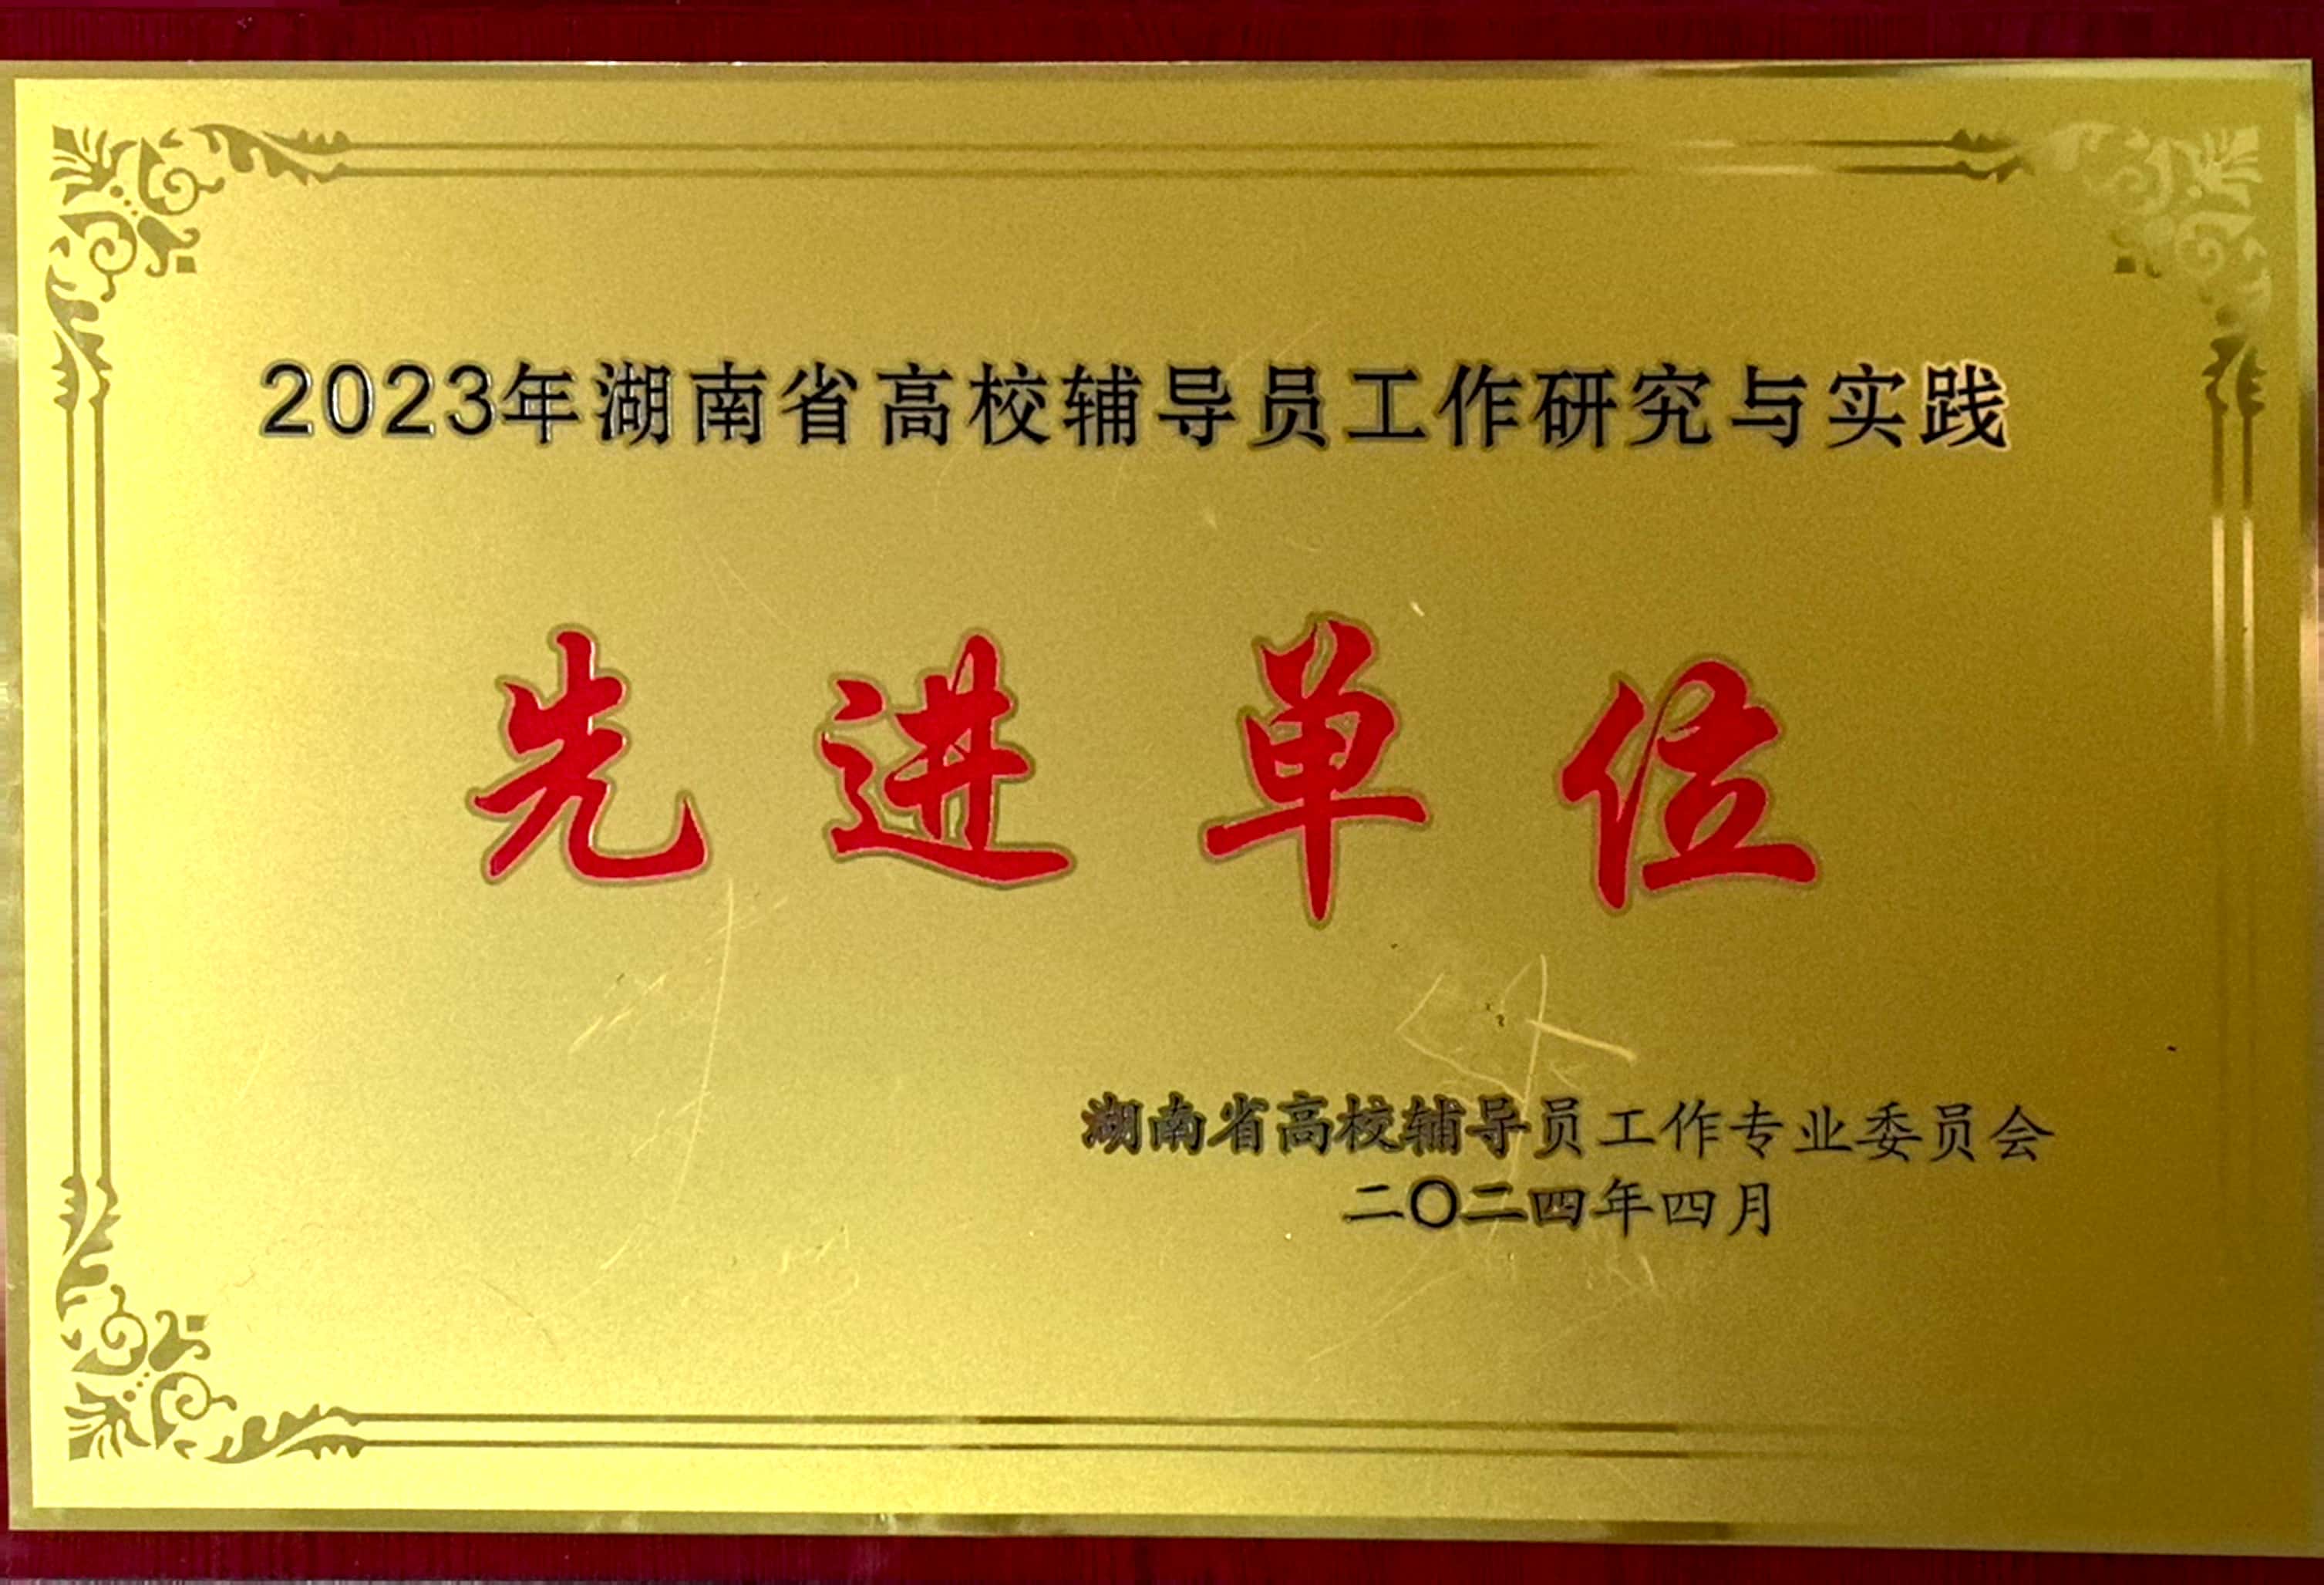 2023年湖南省高校辅导员工作研究与实践
先进单位
湖南省高校辅导员工作专业委员会
二〇二四年四月